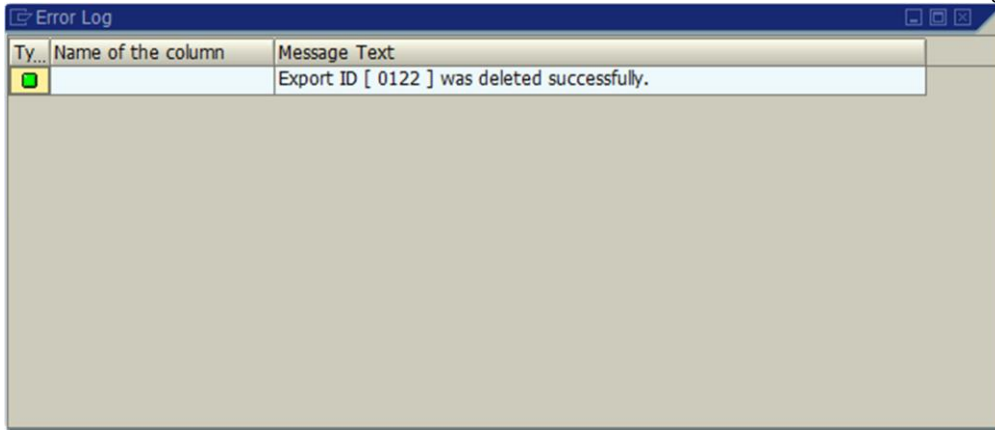 Error Log
Ty... Name of the column Message Text
Export ID [ 0122 ] was deleted successfully.